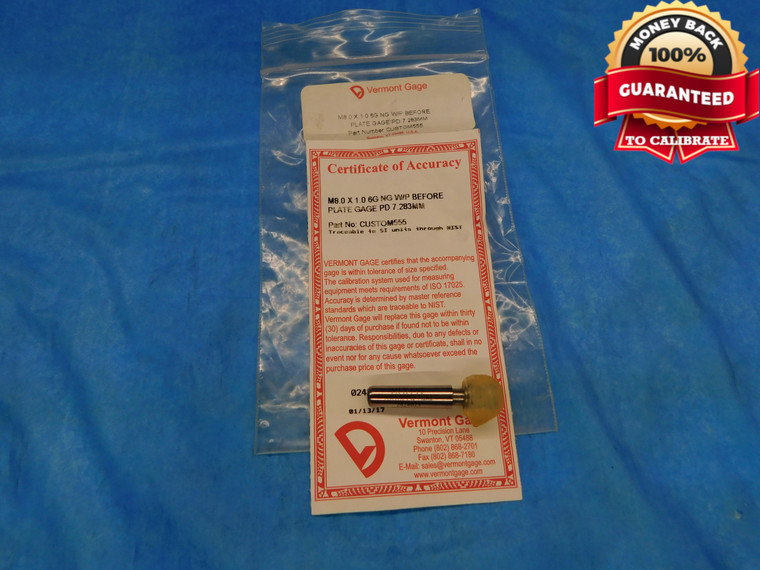 MONEY BACK
100%
GUARANTEED
TO CALIBRATE
Vermont Gage
M8.0 X 1.0 6G NG W/P BEFORE
PLATE GAGE PD 7.283MM
Part Number CUSTOM555
Certificate of Accuracy
M8.0 X 1.0 6G NG W/P BEFORE
PLATE GAGE PD 7.283MM
Part No: CUSTOM555
Traceable to SI units through NIST
VERMONT GAGE certifies that the accompanying
gage is within tolerance of size specified.
The calibration system used for measuring
equipment meets requirements of ISO 17025.
Accuracy is determined by master reference
standards which are traceable to NIST.
Vermont Gage will replace this gage within thirty
(30) days of purchase if found not to be within
tolerance. Responsibilities, due to any defects or
inaccuracies of this gage or certificate, shall in no
event nor for any cause whatsoever exceed the
purchase price of this gage.
024
01/13/17
Vermont Gage
10 Precision Lane
Swanton, VT 05488
Phone (802) 868-2701
Fax (802) 868-7180
E-Mail: sales@vermontgage.com
www.vermontgage.com